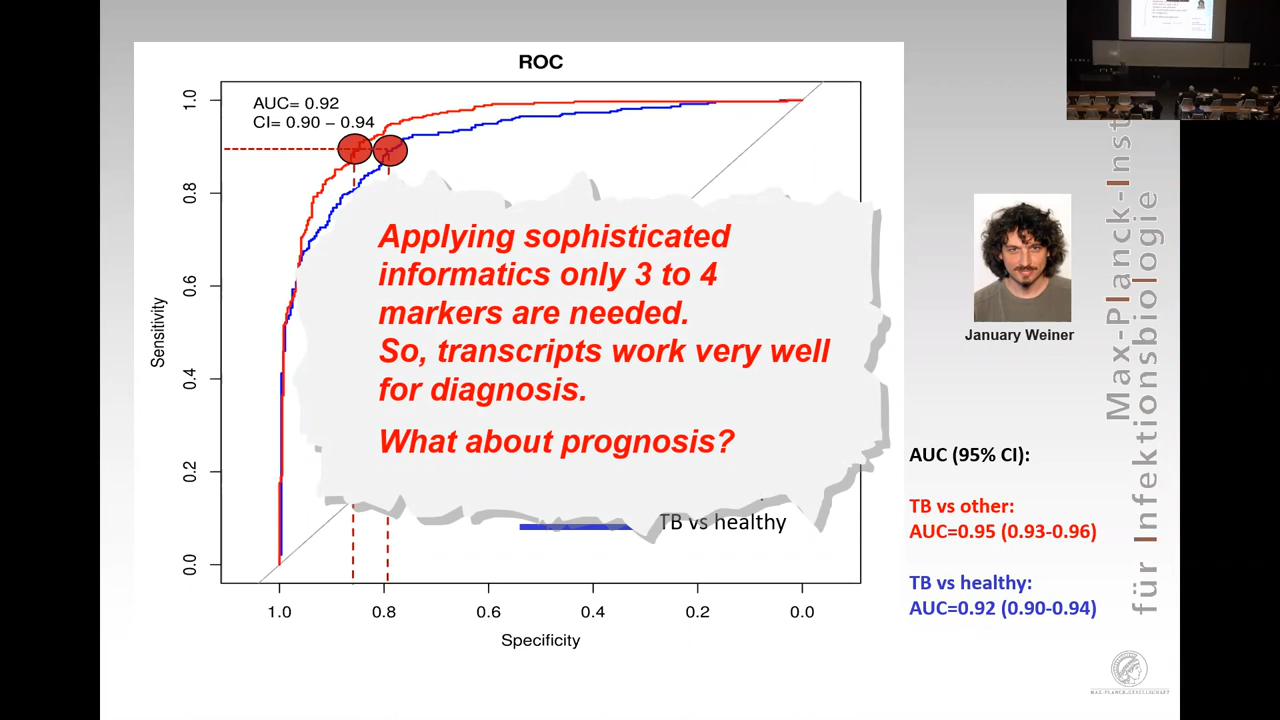 ROC
AUC= 0.92
CI= 0.90 – 0.94
1.0
0.8
0.6
0.4
0.2
0.0
Sensitivity
Applying sophisticated
informatics only 3 to 4
markers are needed.
So, transcripts work very well
for diagnosis.
What about prognosis?
TB vs healthy
1.0
0.8
0.6
0.4
0.2
0.0
Specificity
January Weiner
AUC (95% CI):
TB vs other:
AUC=0.95 (0.93-0.96)
TB vs healthy:
AUC=0.92 (0.90-0.94)
Max-Planck-Inst
für Infektionsbiologie
MAX-PLANCK-GESELLSCHAFT